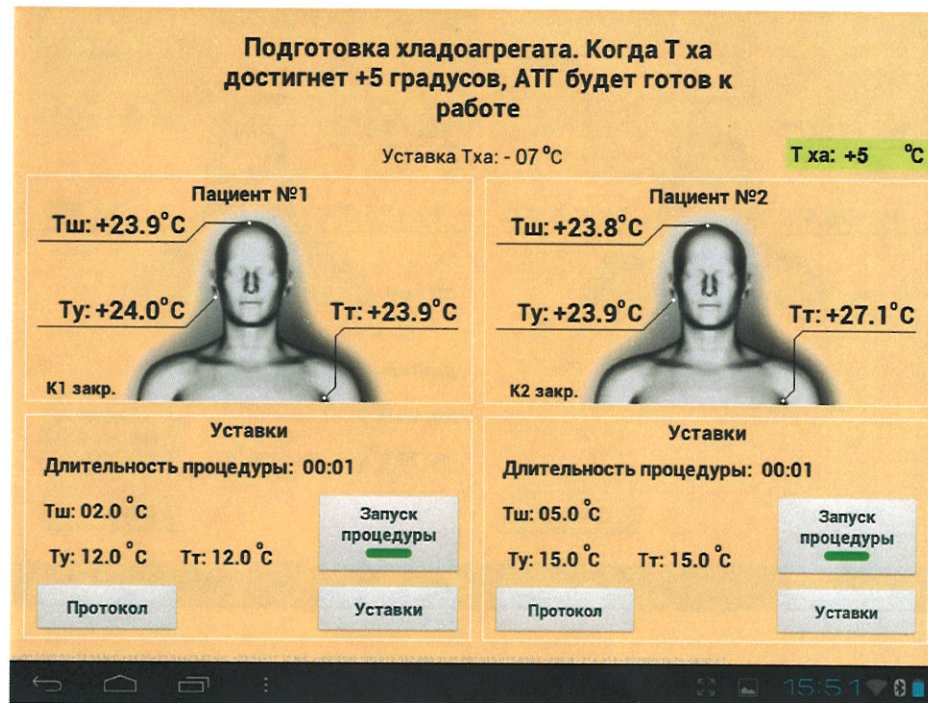 Подготовка хладоагрегата. Когда Т ха
достигнет +5 градусов, АТГ будет готов к
работе
Уставка Тха: - 07 °С
Т ха: +5 °С
Пациент №1
Тш: +23.9°С
Ту: +24.0°С
Тт: +23.9°С
К1 закр.
Пациент №2
Тш: +23.8°С
Ту: +23.9°С
Тт: +27.1°С
К2 закр.
Уставки
Длительность процедуры: 00:01
Тш: 02.0 °С
Ту: 12.0 °С Тт: 12.0 °С
Запуск
процедуры
Протокол
Уставки
Уставки
Длительность процедуры: 00:01
Тш: 05.0 °С
Ту: 15.0 °С Тт: 15.0 °С
Запуск
процедуры
Протокол
Уставки
15:51